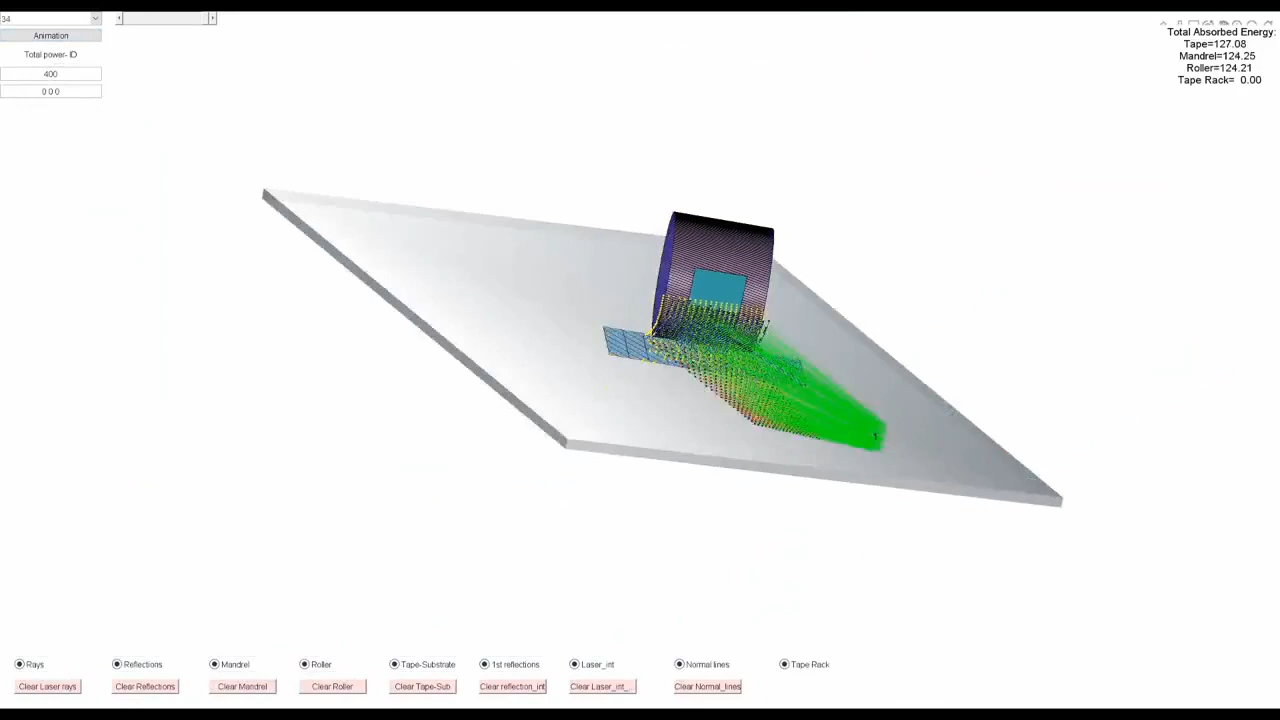 34
Animation
Total power- ID
400
0 0 0
Total Absorbed Energy:
Tape=127.08
Mandrel=124.25
Roller=124.21
Tape Rack= 0.00
1
Rays Reflections Mandrel Roller Tape-Substrate 1st reflections Laser_int Normal lines Tape Rack
Clear Laser rays Clear Reflections Clear Mandrel Clear Roller Clear Tape-Sub Clear reflection_int Clear Laser_int_... Clear Normal_lines